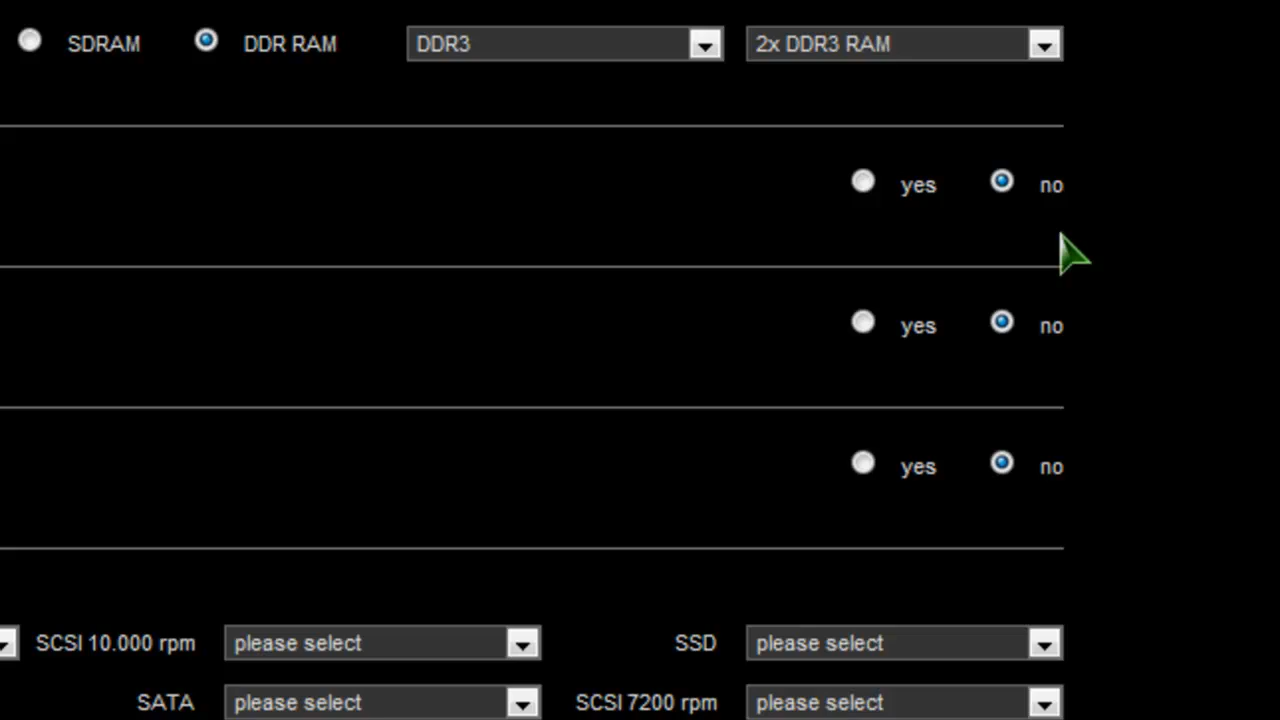 SDRAM DDR RAM DDR3 2x DDR3 RAM
yes no
yes no
yes no
SCSI 10.000 rpm please select SSD please select
SATA please select SCSI 7200 rpm please select